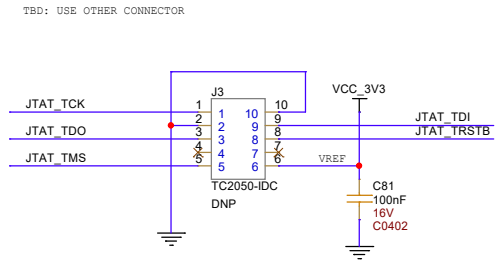 TBD: USE OTHER CONNECTOR
J3
VCC_3V3
JTAT_TCK 1 1 10 10
2 2 9 9 JTAT_TDI
JTAT_TDO 3 3 8 8 JTAT_TRSTB
4 4 7 7
JTAT_TMS 5 5 6 6 VREF
TC2050-IDC
DNP
C81
100nF
16V
C0402